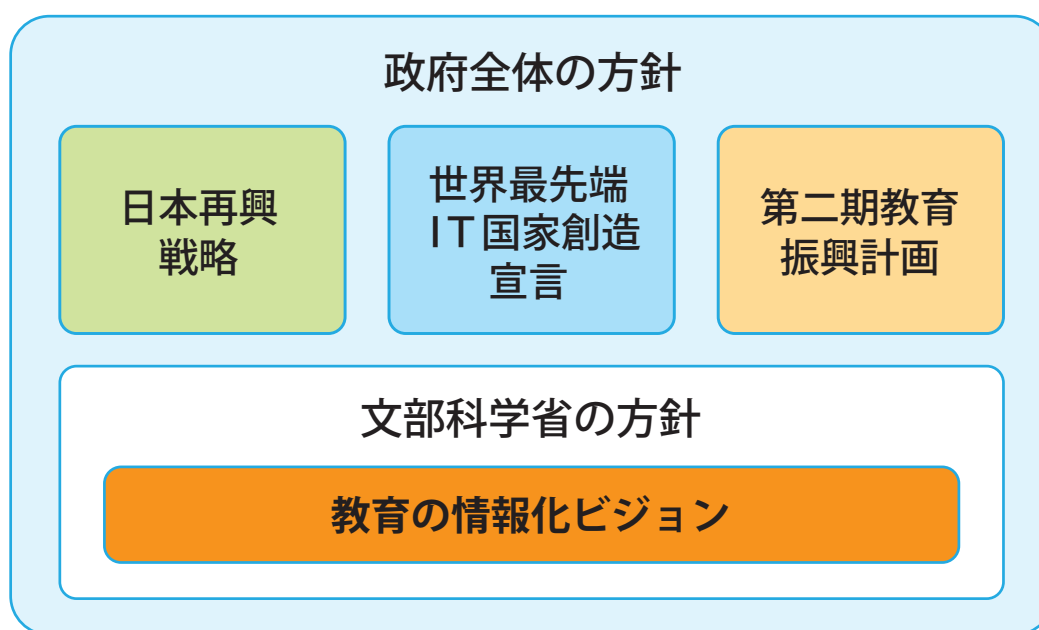 政府全体の方針
日本再興
戦略
世界最先端
IT国家創造
宣言
第二期教育
振興計画
文部科学省の方針
教育の情報化ビジョン